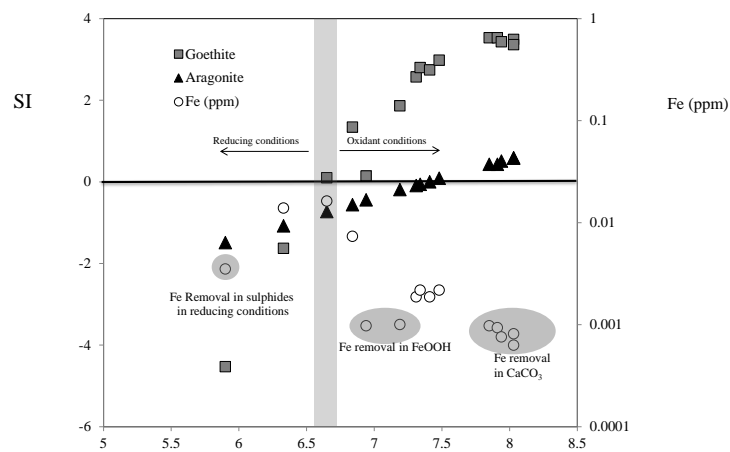 4
2
0
-2
-4
-6
SI
Goethite
Aragonite
Fe (ppm)
Reducing conditions
Oxidant conditions
Fe Removal in sulphides
in reducing conditions
Fe removal in FeOOH
Fe removal
in CaCO₃
1
0.1
0.01
0.001
0.0001
Fe (ppm)
5
5.5
6
6.5
7
7.5
8
8.5